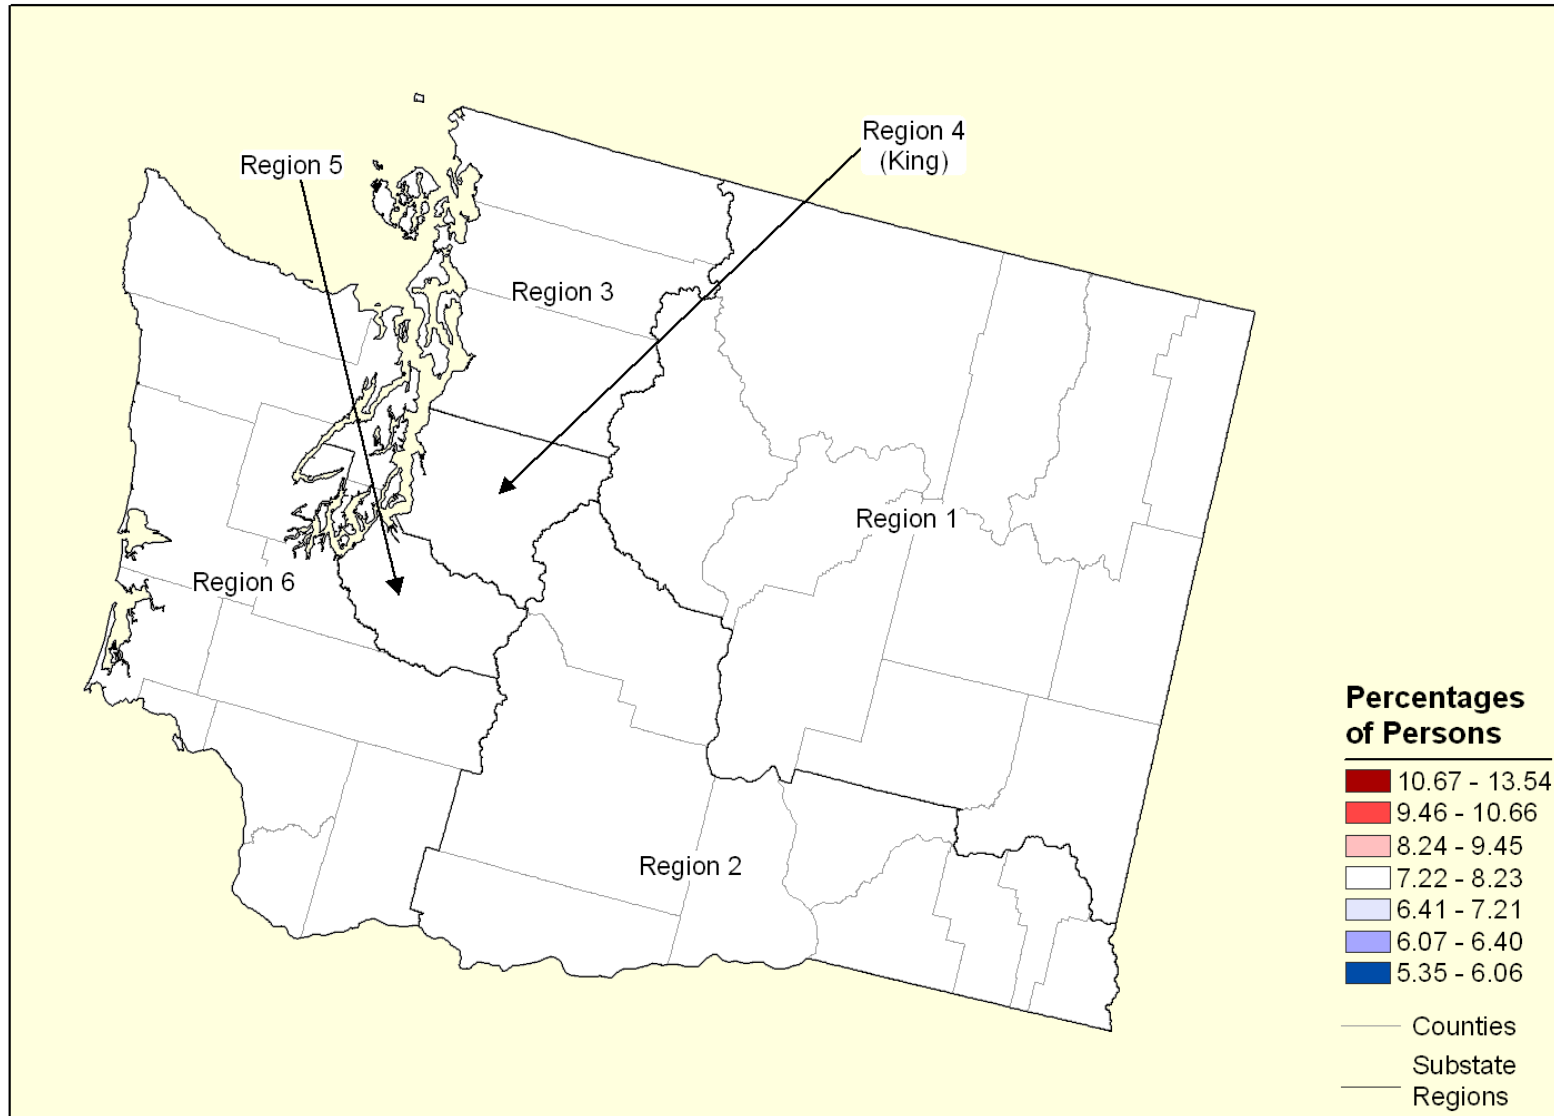 Region 4
(King)
Region 5
Region 3
Region 1
Region 6
Region 2
Percentages
of Persons
10.67 - 13.54
9.46 - 10.66
8.24 - 9.45
7.22 - 8.23
6.41 - 7.21
6.07 - 6.40
5.35 - 6.06
Counties
Substate
Regions